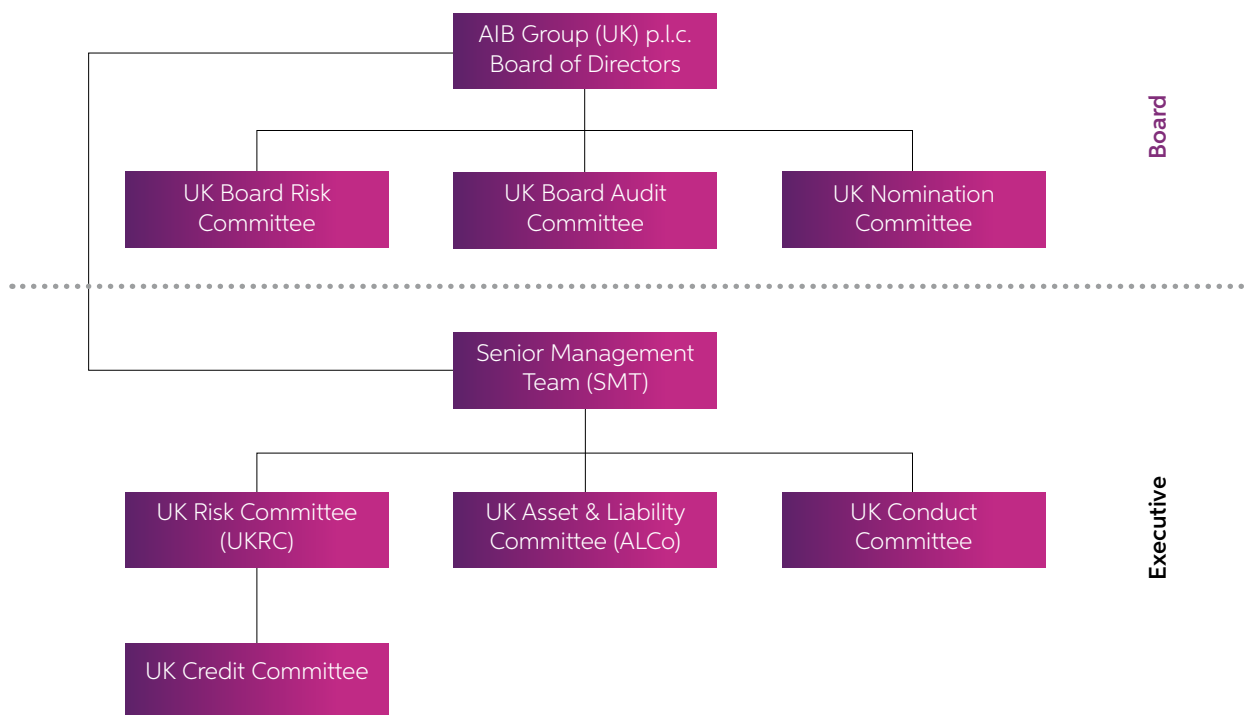 AIB Group (UK) p.l.c.
Board of Directors
Board
UK Board Risk
Committee
UK Board Audit
Committee
UK Nomination
Committee
Senior Management
Team (SMT)
Executive
UK Risk Committee
(UKRC)
UK Asset & Liability
Committee (ALCo)
UK Conduct
Committee
UK Credit Committee